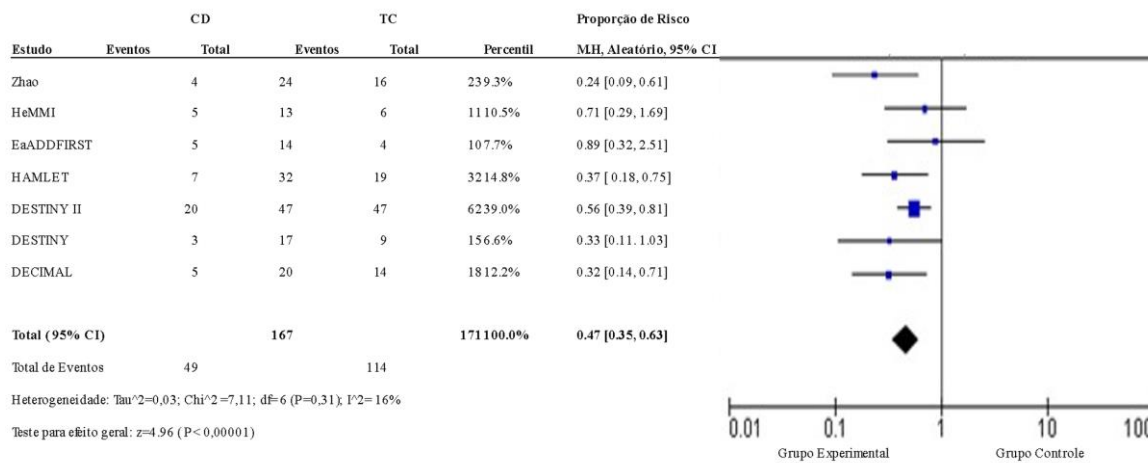 CD TC Proporção de Risco
Estudo Eventos Total Eventos Total Percentil M.H, Aleatório, 95% CI
Zhao 4 24 16 239.3% 0.24 [0.09, 0.61]
HeMMI 5 13 6 1110.5% 0.71 [0.29, 1.69]
EaADDFIRST 5 14 4 107.7% 0.89 [0.32, 2.51]
HAMLET 7 32 19 3214.8% 0.37 [ 0.18, 0.75]
DESTINY II 20 47 47 6239.0% 0.56 [0.39, 0.81]
DESTINY 3 17 9 156.6% 0.33 [0.11. 1.03]
DECIMAL 5 20 14 1812.2% 0.32 [0.14, 0.71]
Total (95% CI) 167 171100.0% 0.47 [0.35, 0.63]
Total de Eventos 49 114
Heterogeneidade: Tau^2=0,03; Chi^2=7,11; df=6 (P=0,31); I^2= 16%
Teste para efeito geral: z=4.96 (P< 0,00001)
0.01 0.1 1 10 100
Grupo Experimental Grupo Controle